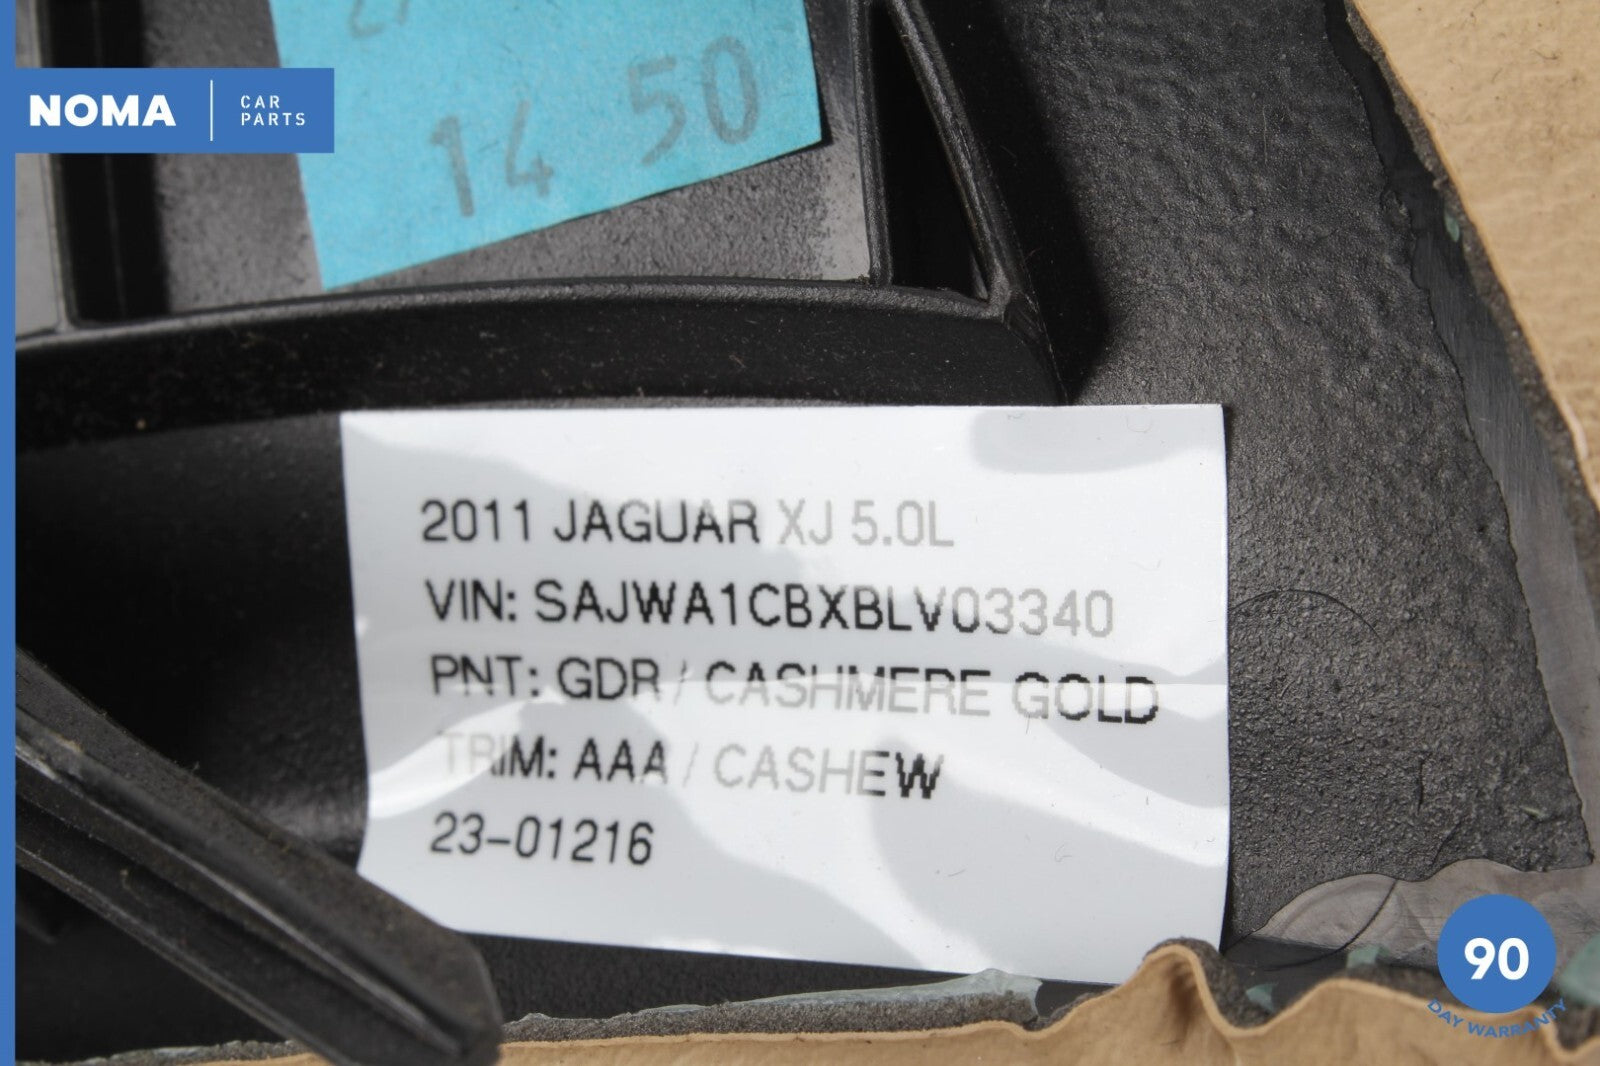 NOMA
CAR
PARTS
14 50
2011 JAGUAR XJ 5.0L
VIN: SAJWA1CBXBLV03340
PNT: GDR / CASHMERE GOLD
TRIM: AAA / CASHEW
23-01216
90
DAY WARRANTY